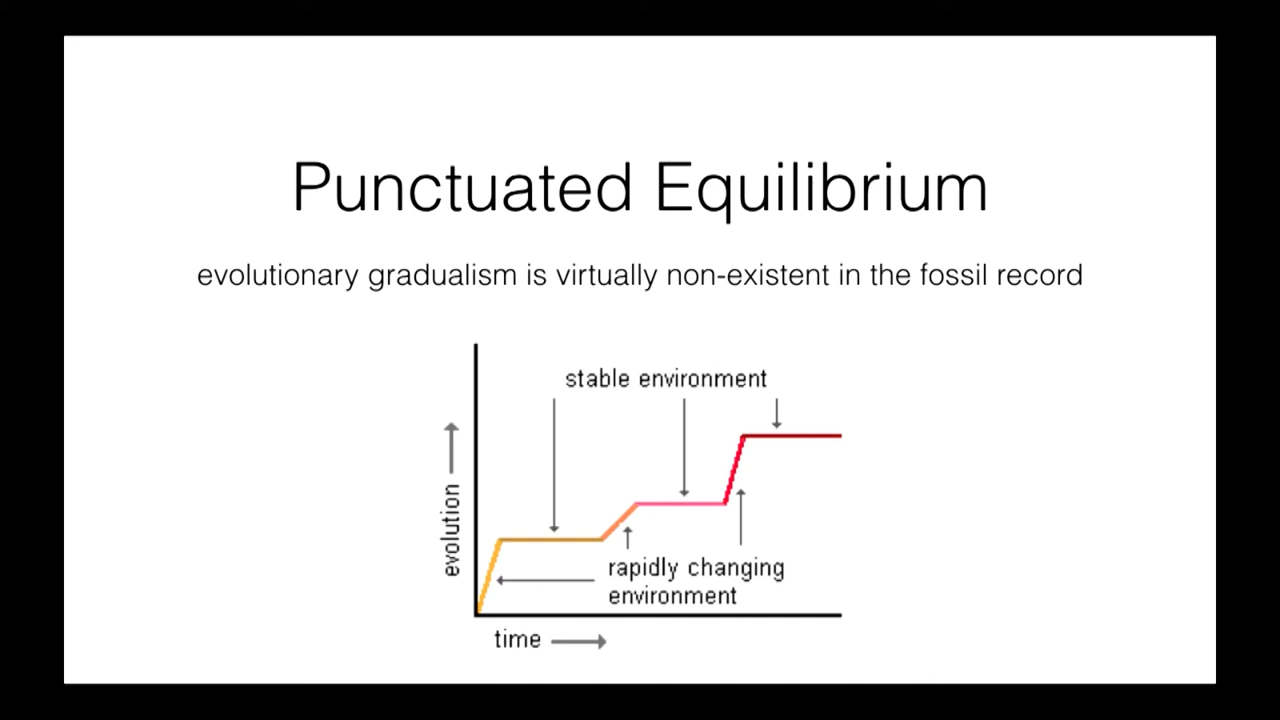 Punctuated Equilibrium
evolutionary gradualism is virtually non-existent in the fossil record
stable environment
evolution
rapidly changing
environment
time